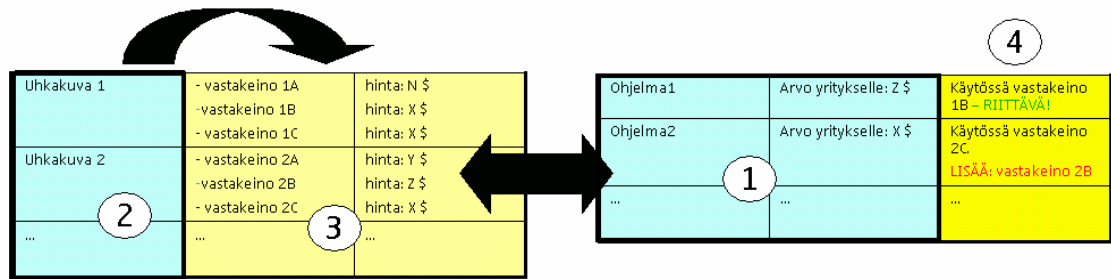 4
Uhkakuva 1
- vastakeino 1A
-vastakeino 1B
- vastakeino 1C
hinta: N $
hinta: X $
hinta: X $
Uhkakuva 2
- vastakeino 2A
-vastakeino 2B
- vastakeino 2C
hinta: Y $
hinta: Z $
hinta: X $
2
3
...
...
...
Ohjelma1
Arvo yritykselle: Z $
Käytössä vastakeino
1B – RIITTÄVÄ!
Ohjelma2
Arvo yritykselle: X $
Käytössä vastakeino
2C.
LISÄÄ: vastakeino 2B
1
...
...
...